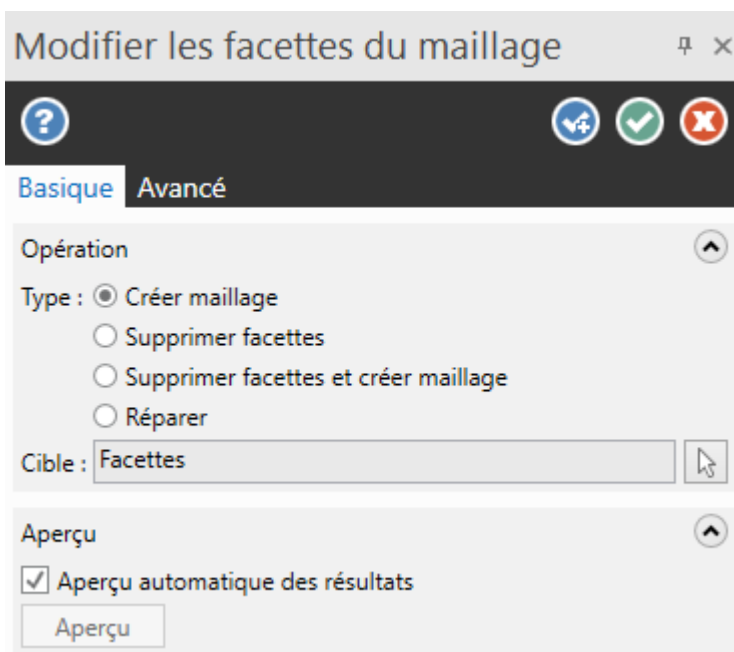 Modifier les facettes du maillage
Basique Avancé
Opération
Type : Créer maillage
Supprimer facettes
Supprimer facettes et créer maillage
Réparer
Cible : Facettes
Aperçu
Aperçu automatique des résultats
Aperçu